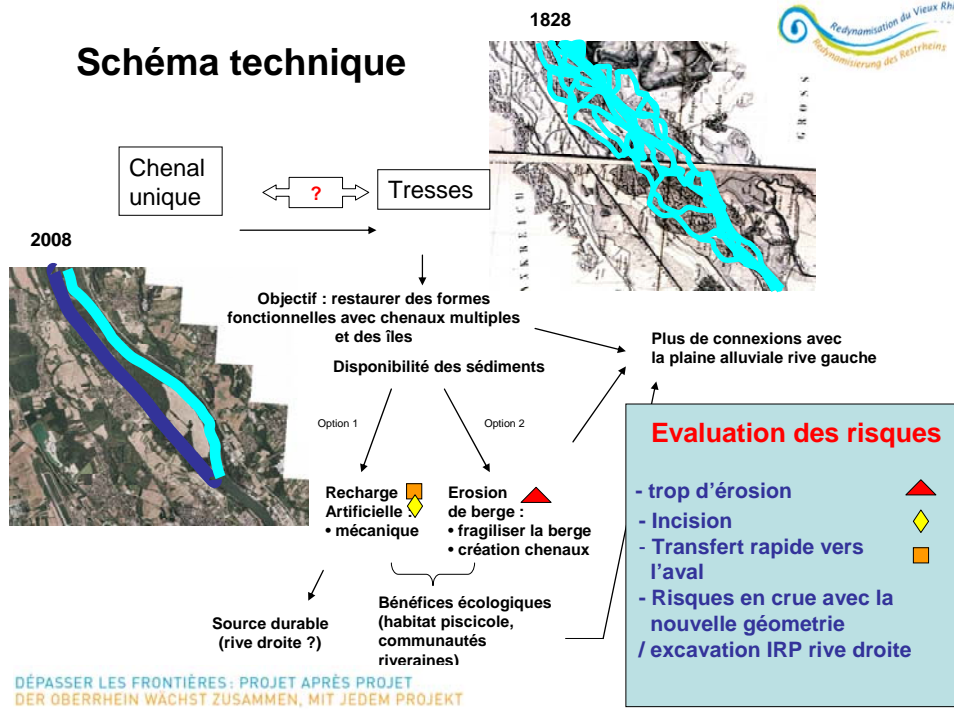 Schéma technique
1828
Redynamisation du Vieux Rhi
Redynamisierung des Restrheins
GROSS
Chenal
unique
?
Tresses
2008
Objectif : restaurer des formes
fonctionnelles avec chenaux multiples
et des îles
Disponibilité des sédiments
Plus de connexions avec
la plaine alluviale rive gauche
Option 1
Option 2
Recharge
Artificielle :
• mécanique
Erosion
de berge :
• fragiliser la berge
• création chenaux
Source durable
(rive droite ?)
Bénéfices écologiques
(habitat piscicole,
communautés
riveraines)
Evaluation des risques
- trop d'érosion
- Incision
- Transfert rapide vers
l'aval
- Risques en crue avec la
nouvelle géometrie
/ excavation IRP rive droite
DÉPASSER LES FRONTIÈRES : PROJET APRÈS PROJET
DER OBERRHEIN WÄCHST ZUSAMMEN, MIT JEDEM PROJEKT